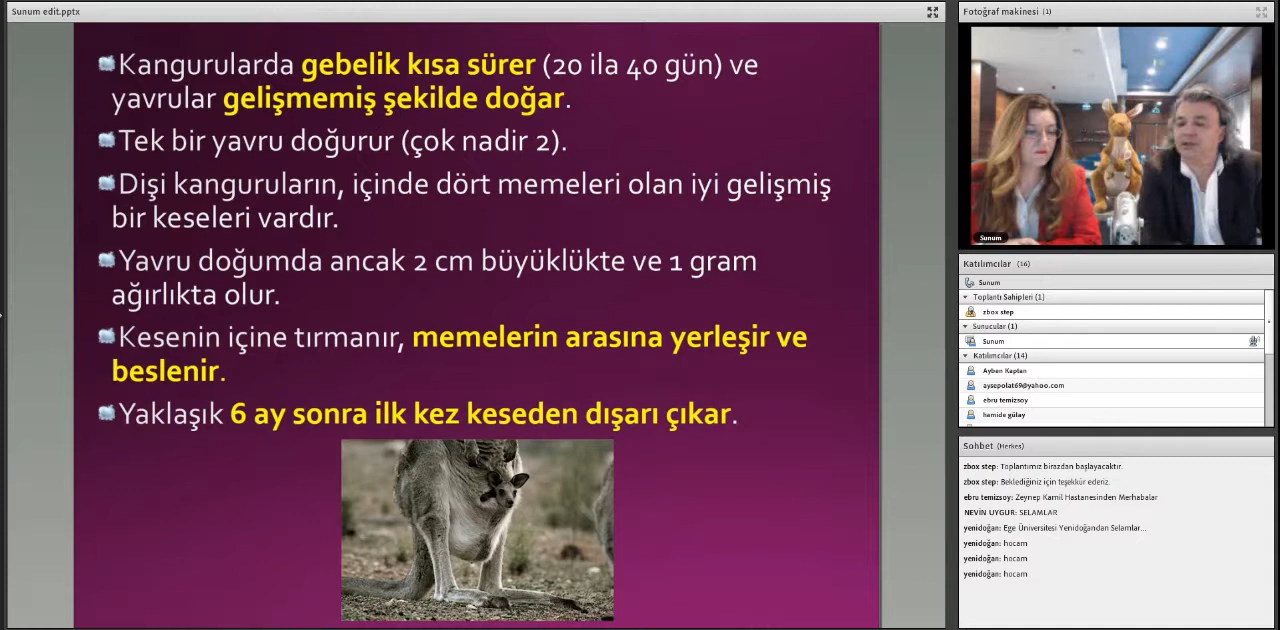 Sunum edit.pptx
Kangurularda gebelik kısa sürer (20 ila 40 gün) ve
yavrular gelişmemiş şekilde doğar.
Tek bir yavru doğurur (çok nadir 2).
Dişi kanguruların, içinde dört memeleri olan iyi gelişmiş
bir keseleri vardır.
Yavru doğumda ancak 2 cm büyüklükte ve 1 gram
ağırlıkta olur.
Kesenin içine tırmanır, memelerin arasına yerleşir ve
beslenir.
Yaklaşık 6 ay sonra ilk kez keseden dışarı çıkar.
Fotoğraf makinesi (1)
Sunum
Katılımcılar (16)
Sunum
Toplantı Sahipleri (1)
zbox step
Sunucular (1)
Sunum
Katılımcılar (14)
Ayben Kaptan
aysepolat69@yahoo.com
ebru temizsoy
hamide gülay
Sohbet (Herkes)
zbox step: Toplantımız birazdan başlayacaktır.
zbox step: Beklediğiniz için teşekkür ederiz.
ebru temizsoy: Zeynep Kamil Hastanesinden Merhabalar
NEVİN UYGUR: SELAMLAR
yenidoğan: Ege Üniversitesi Yenidoğandan Selamlar...
yenidoğan: hocam
yenidoğan: hocam
yenidoğan: hocam